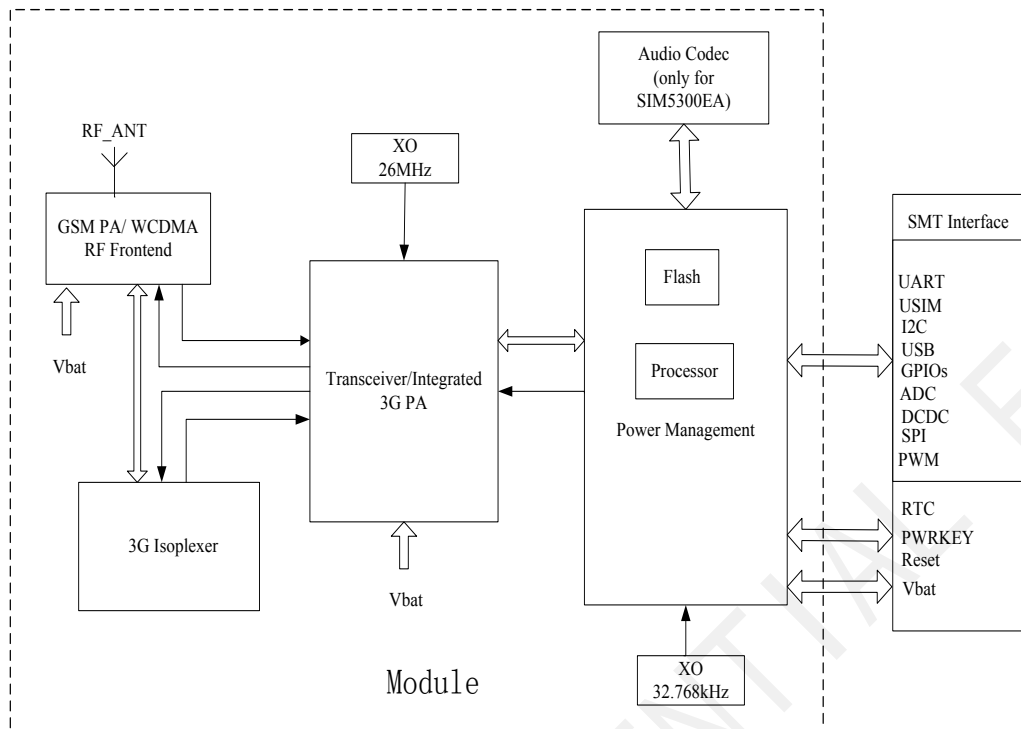 Audio Codec
(only for
SIM5300EA)
RF_ANT
XO
26MHz
GSM PA/ WCDMA
RF Frontend
SMT Interface
Flash
UART
USIM
I2C
USB
GPIOs
ADC
DCDC
SPI
PWM
Vbat
Transceiver/Integrated
3G PA
Processor
Power Management
3G Isoplexer
RTC
PWRKEY
Reset
Vbat
Vbat
Module
XO
32.768kHz